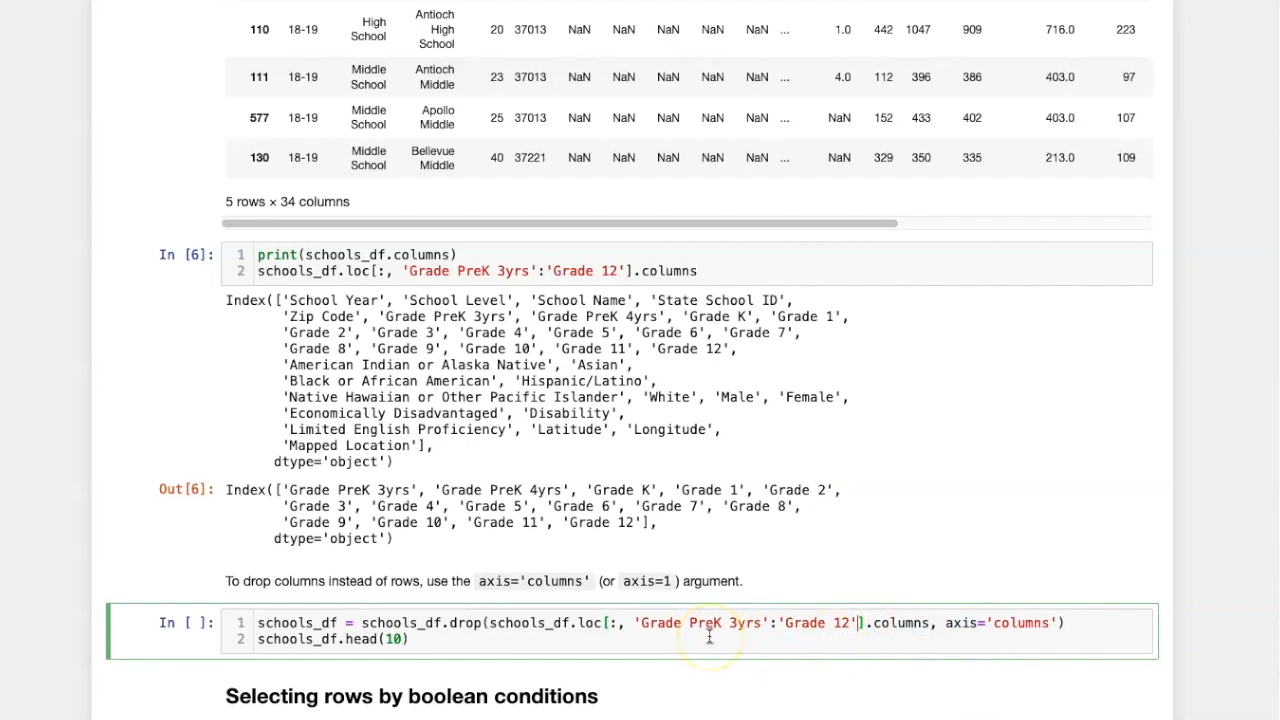 Antioch
High High
110 18-19 20 37013 NaN NaN NaN NaN NaN ... 1.0 442 1047 909 716.0 223
School School
Middle Antioch
111 18-19 23 37013 NaN NaN NaN NaN NaN ... 4.0 112 396 386 403.0 97
School Middle
Middle Apollo
577 18-19 25 37013 NaN NaN NaN NaN NaN ... NaN 152 433 402 403.0 107
School Middle
Middle Bellevue
130 18-19 40 37221 NaN NaN NaN NaN NaN ... NaN 329 350 335 213.0 109
School Middle
5 rows × 34 columns
In [6]: 1 print(schools_df.columns)
2 schools_df.loc[:, 'Grade PreK 3yrs':'Grade 12'].columns
Index(['School Year', 'School Level', 'School Name', 'State School ID',
'Zip Code', 'Grade PreK 3yrs', 'Grade PreK 4yrs', 'Grade K', 'Grade 1',
'Grade 2', 'Grade 3', 'Grade 4', 'Grade 5', 'Grade 6', 'Grade 7',
'Grade 8', 'Grade 9', 'Grade 10', 'Grade 11', 'Grade 12',
'American Indian or Alaska Native', 'Asian',
'Black or African American', 'Hispanic/Latino',
'Native Hawaiian or Other Pacific Islander', 'White', 'Male', 'Female',
'Economically Disadvantaged', 'Disability',
'Limited English Proficiency', 'Latitude', 'Longitude',
'Mapped Location'],
dtype='object')
Out[6]: Index(['Grade PreK 3yrs', 'Grade PreK 4yrs', 'Grade K', 'Grade 1', 'Grade 2',
'Grade 3', 'Grade 4', 'Grade 5', 'Grade 6', 'Grade 7', 'Grade 8',
'Grade 9', 'Grade 10', 'Grade 11', 'Grade 12'],
dtype='object')
To drop columns instead of rows, use the axis='columns' (or axis=1 ) argument.
In [ ]: 1 schools_df = schools_df.drop(schools_df.loc[:, 'Grade PreK 3yrs':'Grade 12'].columns, axis='columns')
2 schools_df.head(10)
Selecting rows by boolean conditions